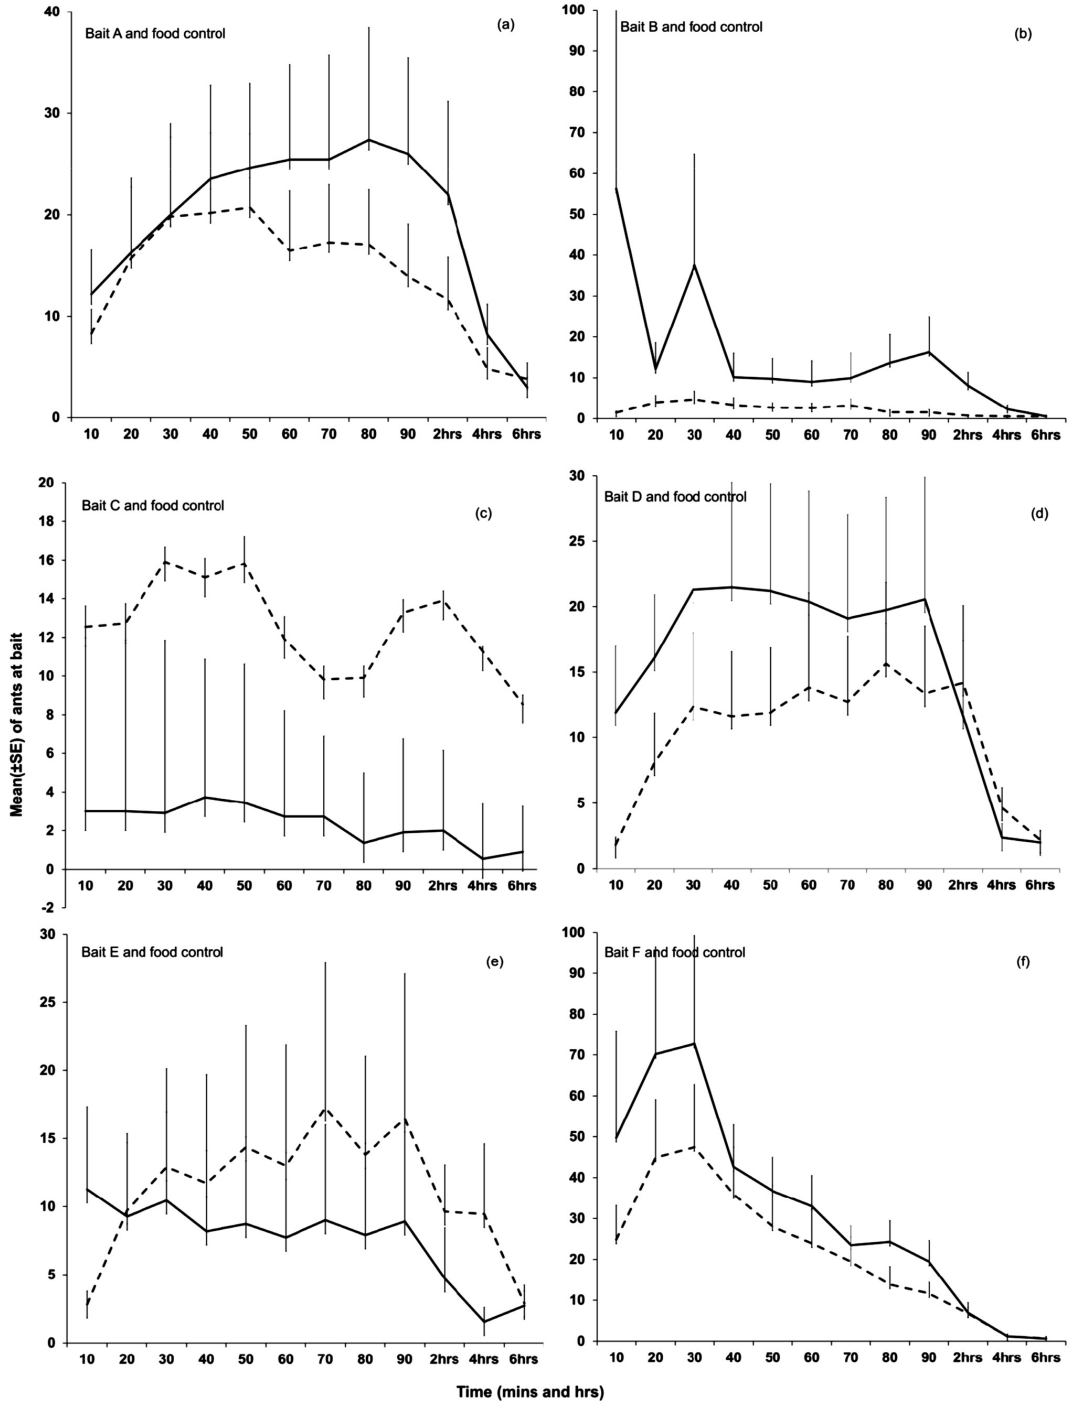 40
30
20
10
0
Bait A and food control
(a)
10 20 30 40 50 60 70 80 90 2hrs 4hrs 6hrs
100
90
80
70
60
50
40
30
20
10
0
Bait B and food control
(b)
10 20 30 40 50 60 70 80 90 2hrs 4hrs 6hrs
Mean(±SE) of ants at bait
20
18
16
14
12
10
8
6
4
2
0
-2
Bait C and food control
(c)
10 20 30 40 50 60 70 80 90 2hrs 4hrs 6hrs
30
25
20
15
10
5
0
Bait D and food control
(d)
10 20 30 40 50 60 70 80 90 2hrs 4hrs 6hrs
30
25
20
15
10
5
0
Bait E and food control
(e)
10 20 30 40 50 60 70 80 90 2hrs 4hrs 6hrs
100
90
80
70
60
50
40
30
20
10
0
Bait F and food control
(f)
10 20 30 40 50 60 70 80 90 2hrs 4hrs 6hrs
Time (mins and hrs)